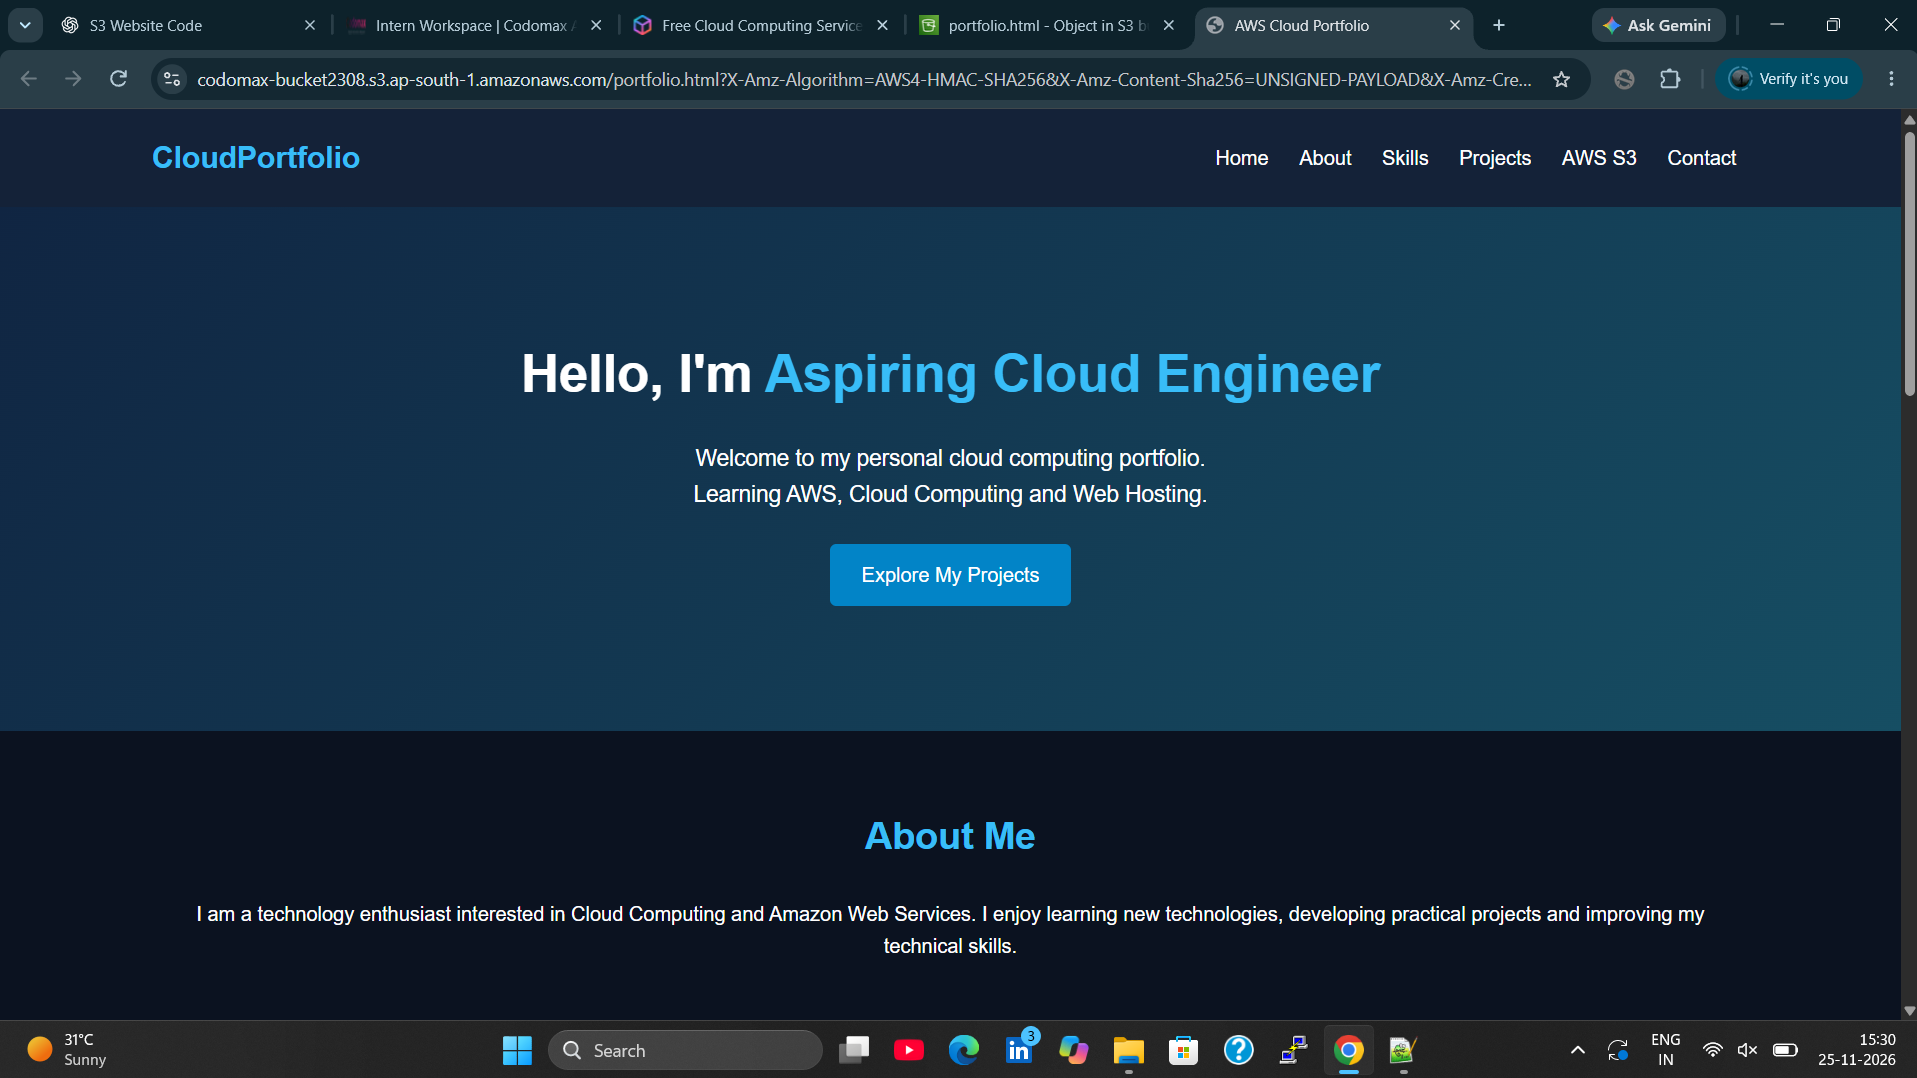 S3 Website Code
Intern Workspace | Codomax
Free Cloud Computing Service
portfolio.html - Object in S3 b
AWS Cloud Portfolio
Ask Gemini
codomax-bucket2308.s3.ap-south-1.amazonaws.com/portfolio.html?X-Amz-Algorithm=AWS4-HMAC-SHA256&X-Amz-Content-Sha256=UNSIGNED-PAYLOAD&X-Amz-Cre...
Verify it's you
CloudPortfolio
Home
About
Skills
Projects
AWS S3
Contact
Hello, I'm Aspiring Cloud Engineer
Welcome to my personal cloud computing portfolio.
Learning AWS, Cloud Computing and Web Hosting.
Explore My Projects
About Me
I am a technology enthusiast interested in Cloud Computing and Amazon Web Services. I enjoy learning new technologies, developing practical projects and improving my
technical skills.
31°C
Sunny
Search
3
ENG
IN
15:30
25-11-2026